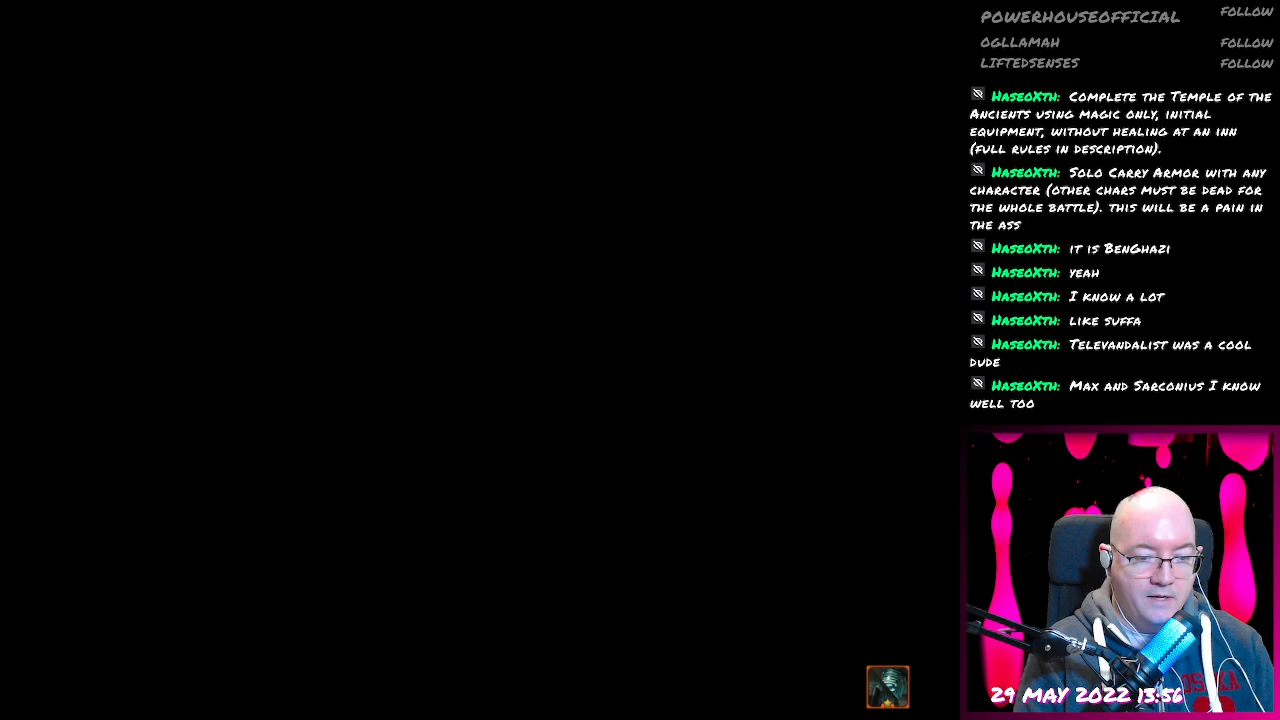 POWERHOUSEOFFICIAL FOLLOW
OGLLAMAH FOLLOW
LIFTEDSENSES FOLLOW
HaseoXth: Complete the Temple of the
Ancients using magic only, initial
equipment, without healing at an inn
(full rules in description).
HaseoXth: Solo Carry Armor with any
character (other chars must be dead for
the whole battle). this will be a pain in
the ass
HaseoXth: it is BenGhazi
HaseoXth: yeah
HaseoXth: I know a lot
HaseoXth: like suffa
HaseoXth: Televandalist was a cool
dude
HaseoXth: Max and Sarconius I know
well too
29 MAY 2022 13:56